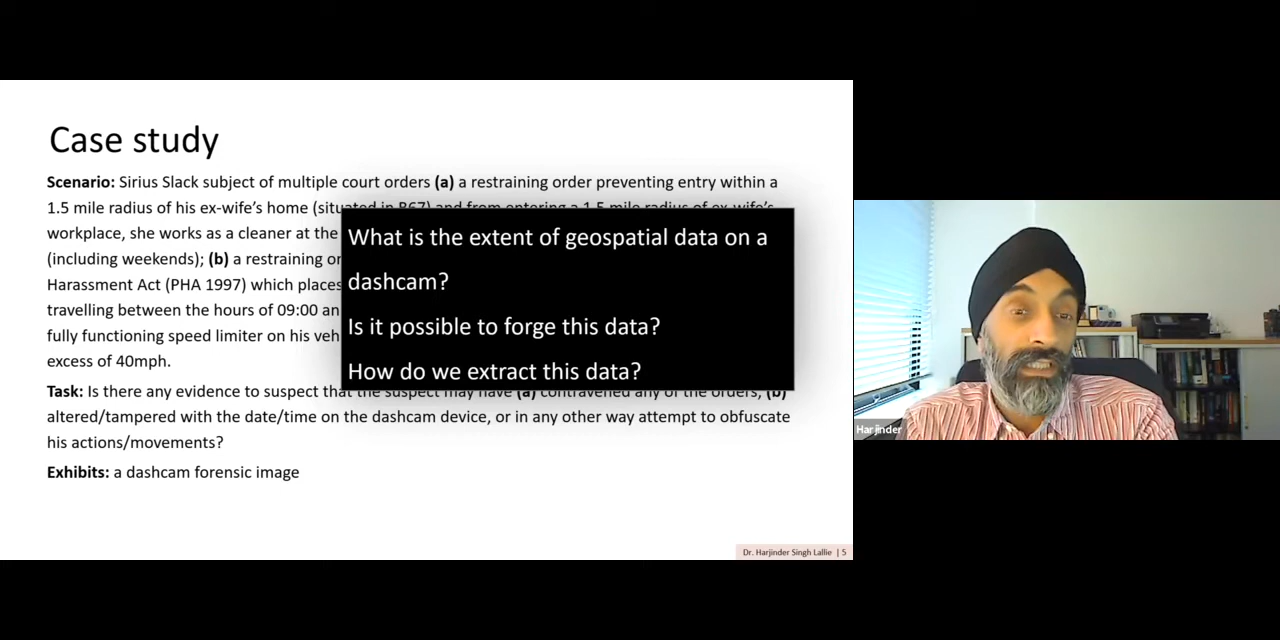 Case study
Scenario: Sirius Slack subject of multiple court orders (a) a restraining order preventing entry within a
1.5 mile radius of his ex-wife's home (situated in B67) and from entering a 1.5 mile radius of ex-wife's
workplace, she works as a cleaner at the
(including weekends); (b) a restraining or
Harassment Act (PHA 1997) which places
travelling between the hours of 09:00 an
fully functioning speed limiter on his veh
excess of 40mph.
What is the extent of geospatial data on a
dashcam?
Is it possible to forge this data?
How do we extract this data?
Task: Is there any evidence to suspect that the suspect may have (a) contravened any of the orders, (b)
altered/tampered with the date/time on the dashcam device, or in any other way attempt to obfuscate
his actions/movements?
Exhibits: a dashcam forensic image
Dr. Harjinder Singh Lallie | 5
Harjinder